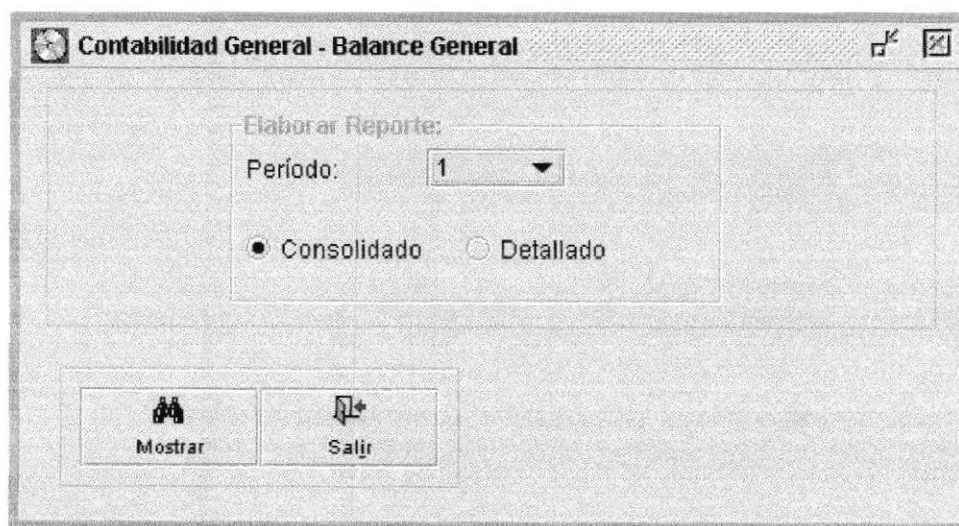 Contabilidad General - Balance General
Elaborar Reporte:
Período: 1
Consolidado Detallado
Mostrar Salir